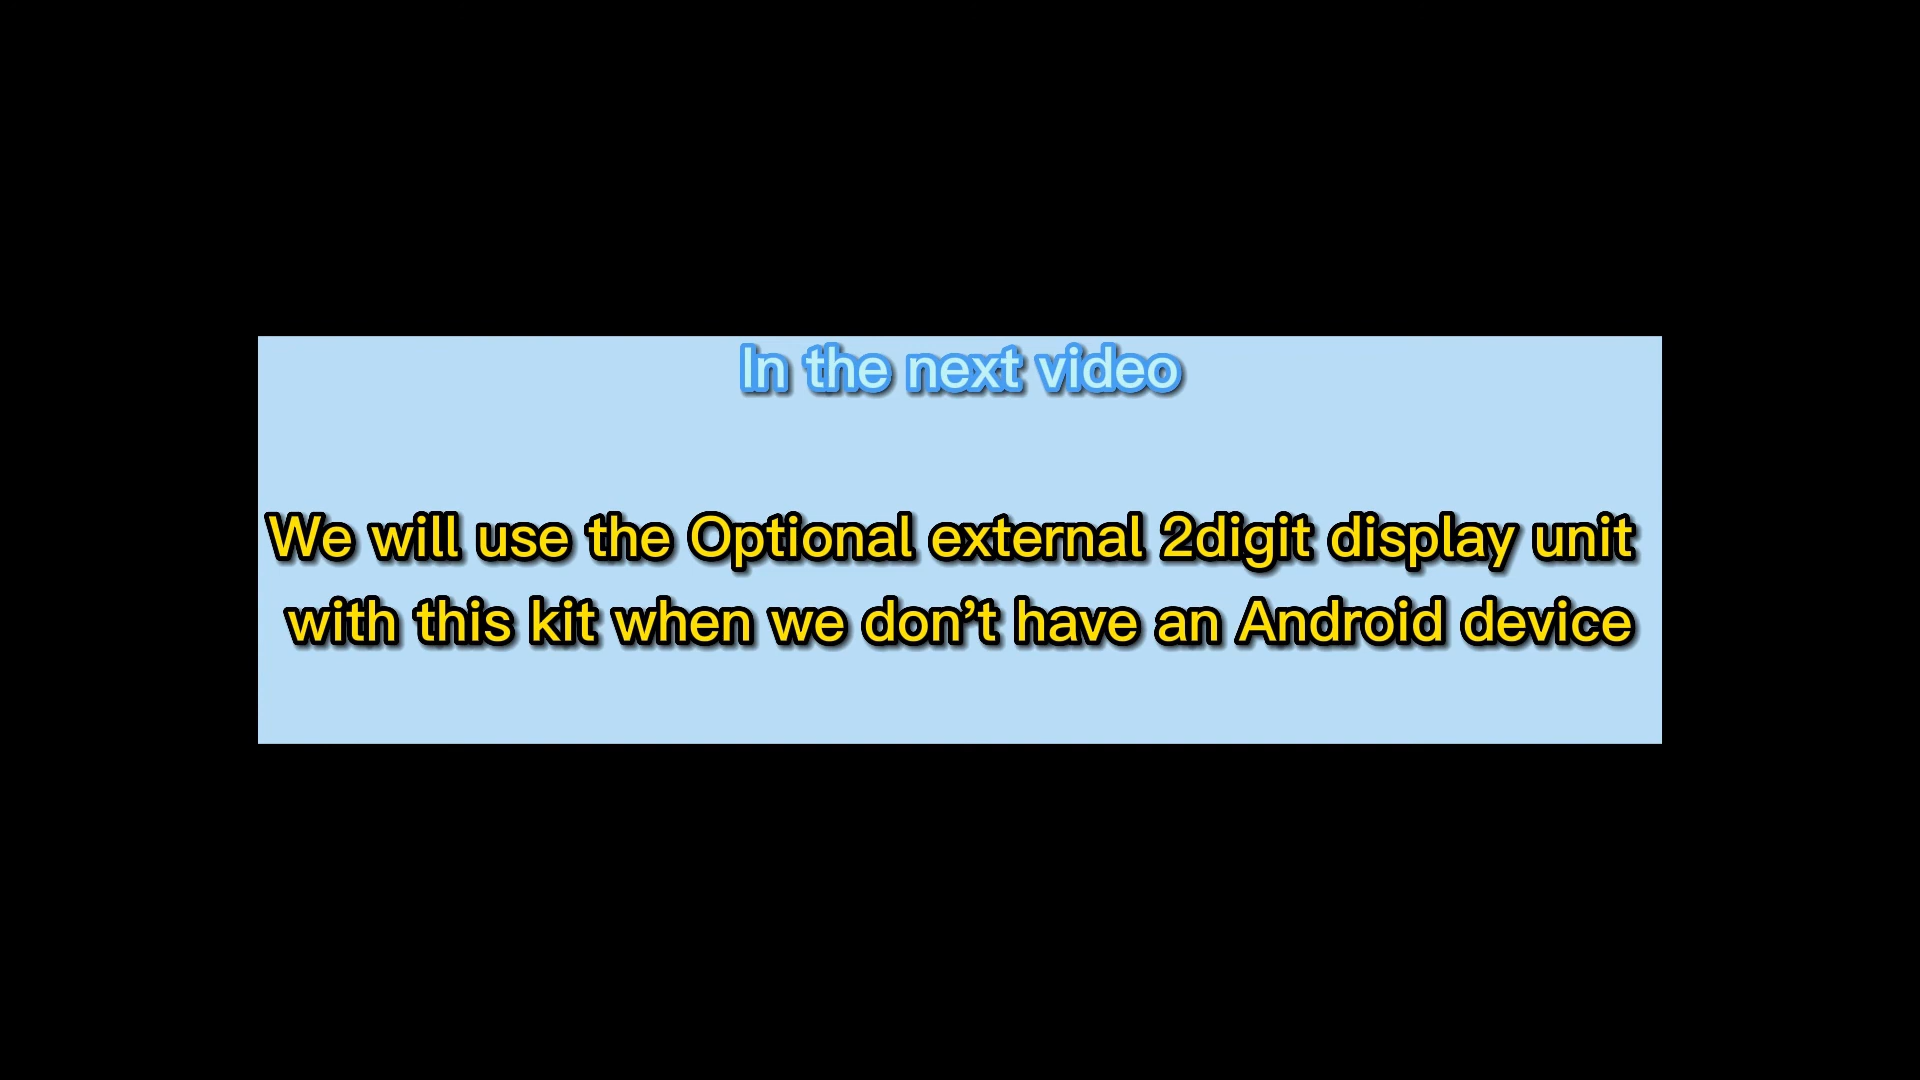 In the next video
We will use the Optional external 2digit display unit
with this kit when we don’t have an Android device